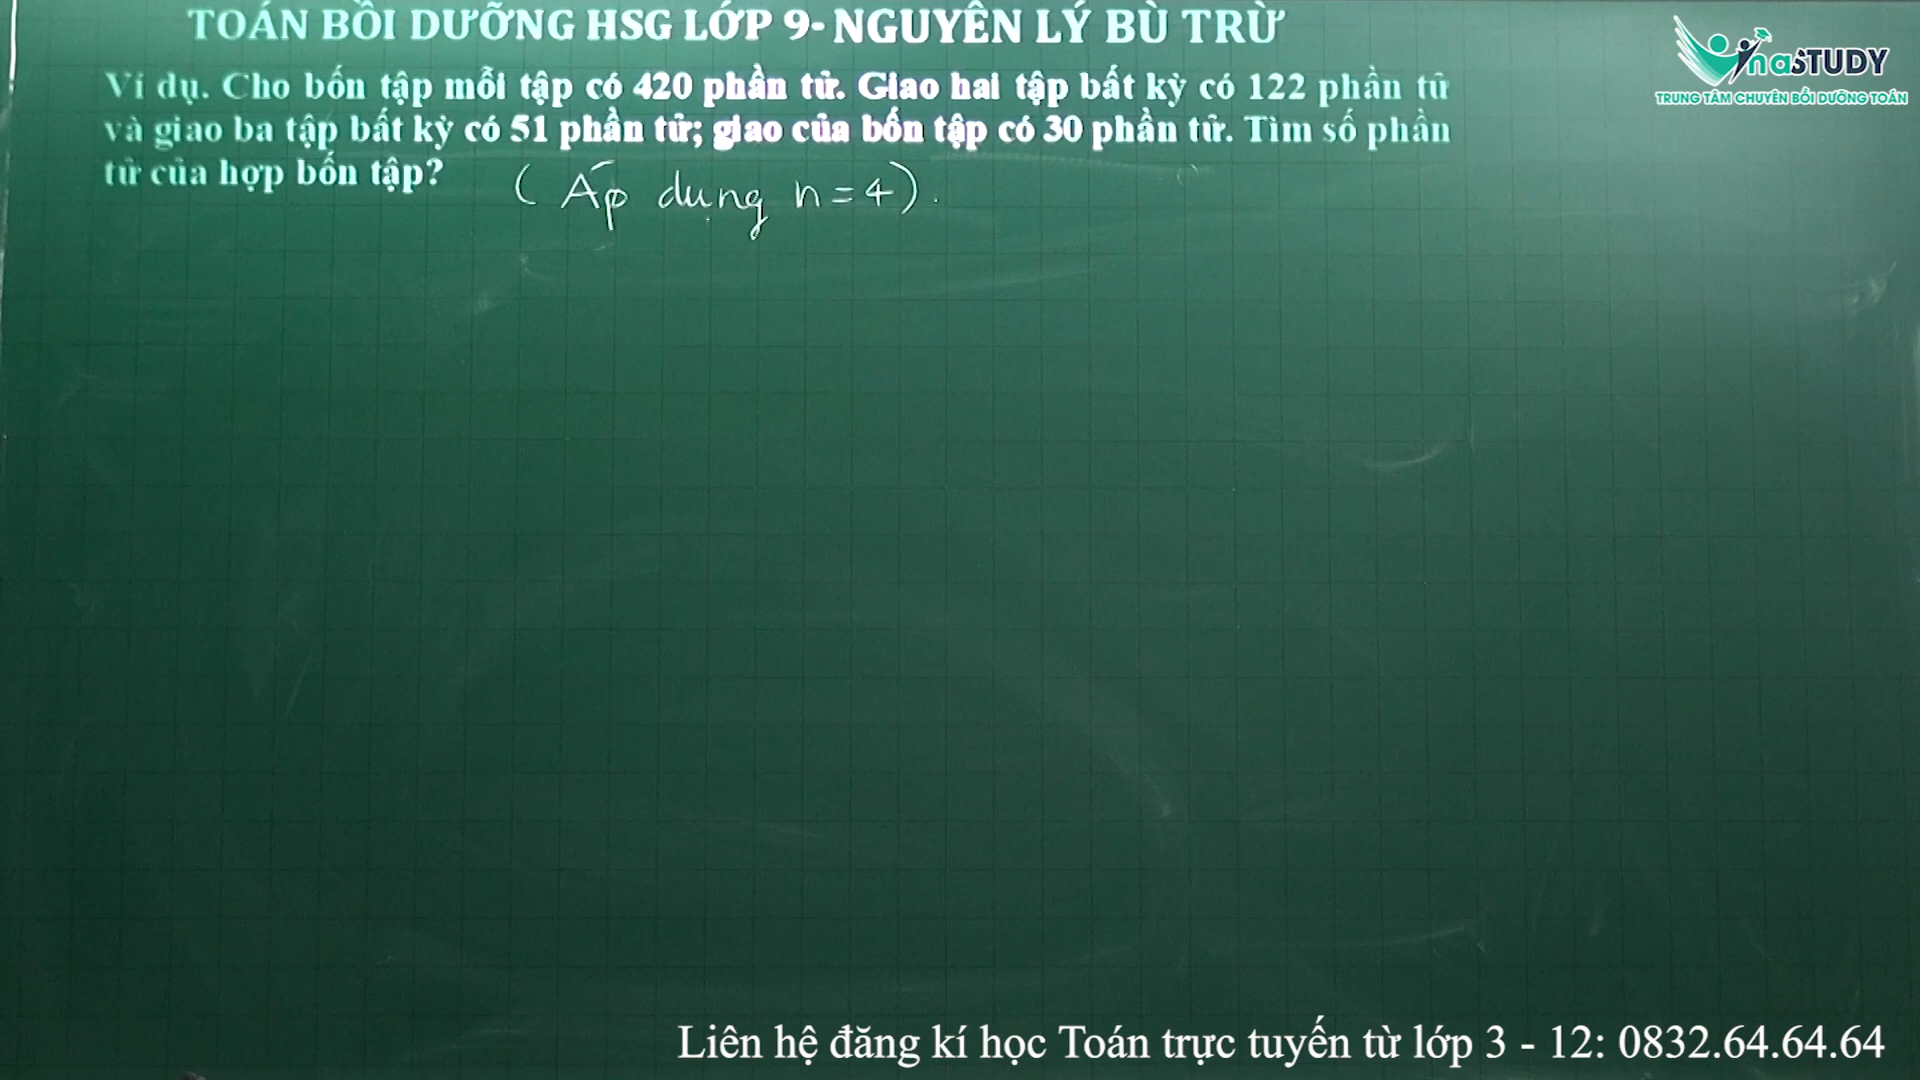 TOÁN BỒI DƯỠNG HSG LỚP 9- NGUYÊN LÝ BÙ TRỪ
Ví dụ. Cho bốn tập mỗi tập có 420 phần tử. Giao hai tập bất kỳ có 122 phần tử
và giao ba tập bất kỳ có 51 phần tử; giao của bốn tập có 30 phần tử. Tìm số phần
tử của hợp bốn tập?
( Áp dụng n = 4).
VinaSTUDY
TRUNG TÂM CHUYÊN BỒI DƯỠNG TOÁN
Liên hệ đăng kí học Toán trực tuyến từ lớp 3 - 12: 0832.64.64.64